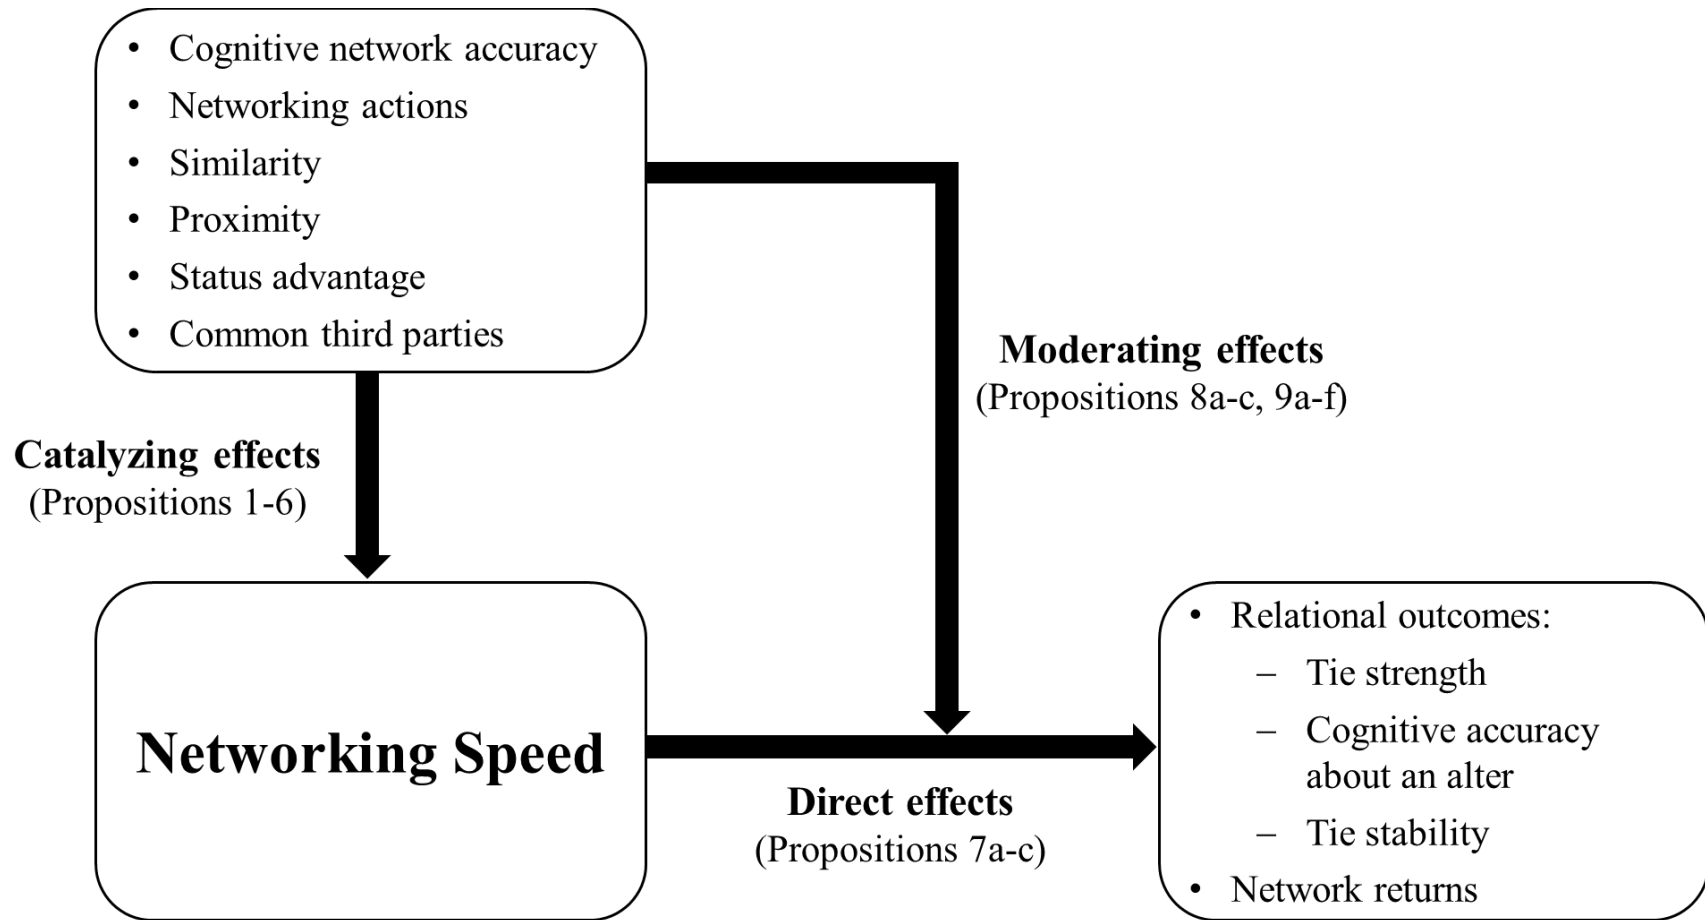 • Cognitive network accuracy
• Networking actions
• Similarity
• Proximity
• Status advantage
• Common third parties
Moderating effects
(Propositions 8a-c, 9a-f)
Catalyzing effects
(Propositions 1-6)
Networking Speed
Direct effects
(Propositions 7a-c)
• Relational outcomes:
– Tie strength
– Cognitive accuracy
about an alter
– Tie stability
• Network returns